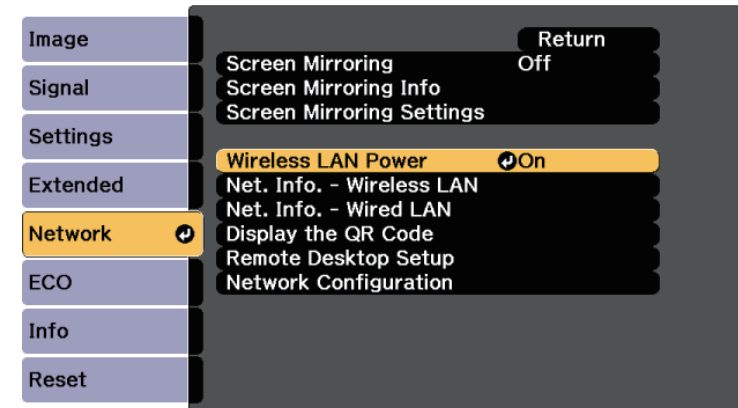 Image
Signal
Settings
Extended
Network
ECO
Info
Reset
Return
Screen Mirroring Off
Screen Mirroring Info
Screen Mirroring Settings
Wireless LAN Power On
Net. Info. - Wireless LAN
Net. Info. - Wired LAN
Display the QR Code
Remote Desktop Setup
Network Configuration